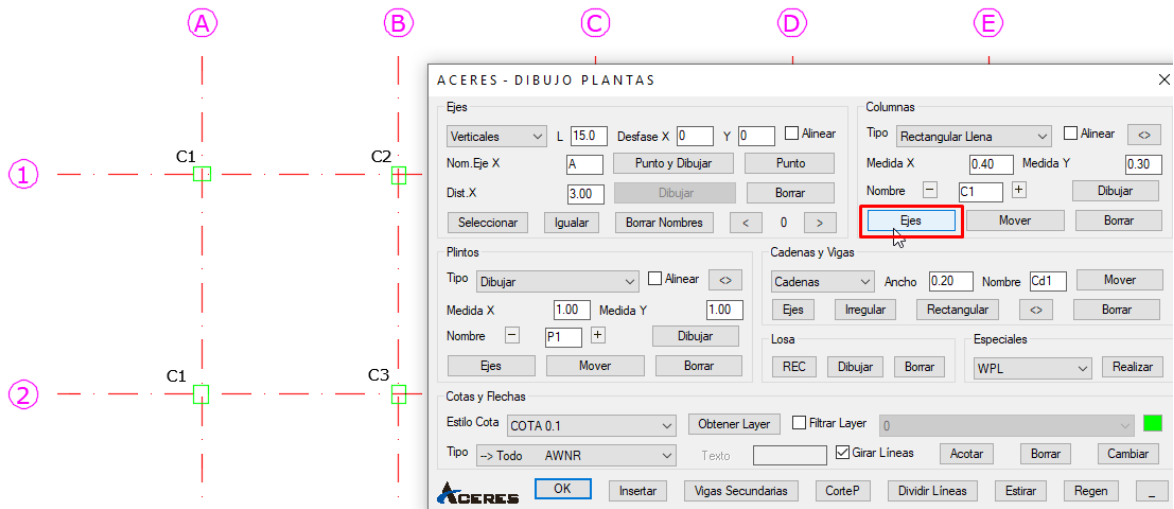 A B C D E
ACERES - DIBUJO PLANTAS
Ejes
Verticales L 15.0 Desfase X 0 Y 0 Alinear
Nom.Eje X A Punto y Dibujar Punto
Dist.X 3.00 Dibujar Borrar
Seleccionar Igualar Borrar Nombres < 0 >
Columnas
Tipo Rectangular Llena Alinear <>
Medida X 0.40 Medida Y 0.30
Nombre - C1 + Dibujar
Ejes Mover Borrar
C1 C2
1
Plintos
Tipo Dibujar Alinear <>
Medida X 1.00 Medida Y 1.00
Nombre - P1 + Dibujar
Ejes Mover Borrar
Cadenas y Vigas
Cadenas Ancho 0.20 Nombre Cd1 Mover
Ejes Irregular Rectangular <> Borrar
Losa
REC Dibujar Borrar
Especiales
WPL Realizar
C1 C3
2
Cotas y Flechas
Estilo Cota COTA 0.1 Obtener Layer Filtrar Layer 0
Tipo --> Todo AWNR Texto Girar Líneas Acotar Borrar Cambiar
ACERES OK Insertar Vigas Secundarias CorteP Dividir Líneas Estirar Regen _